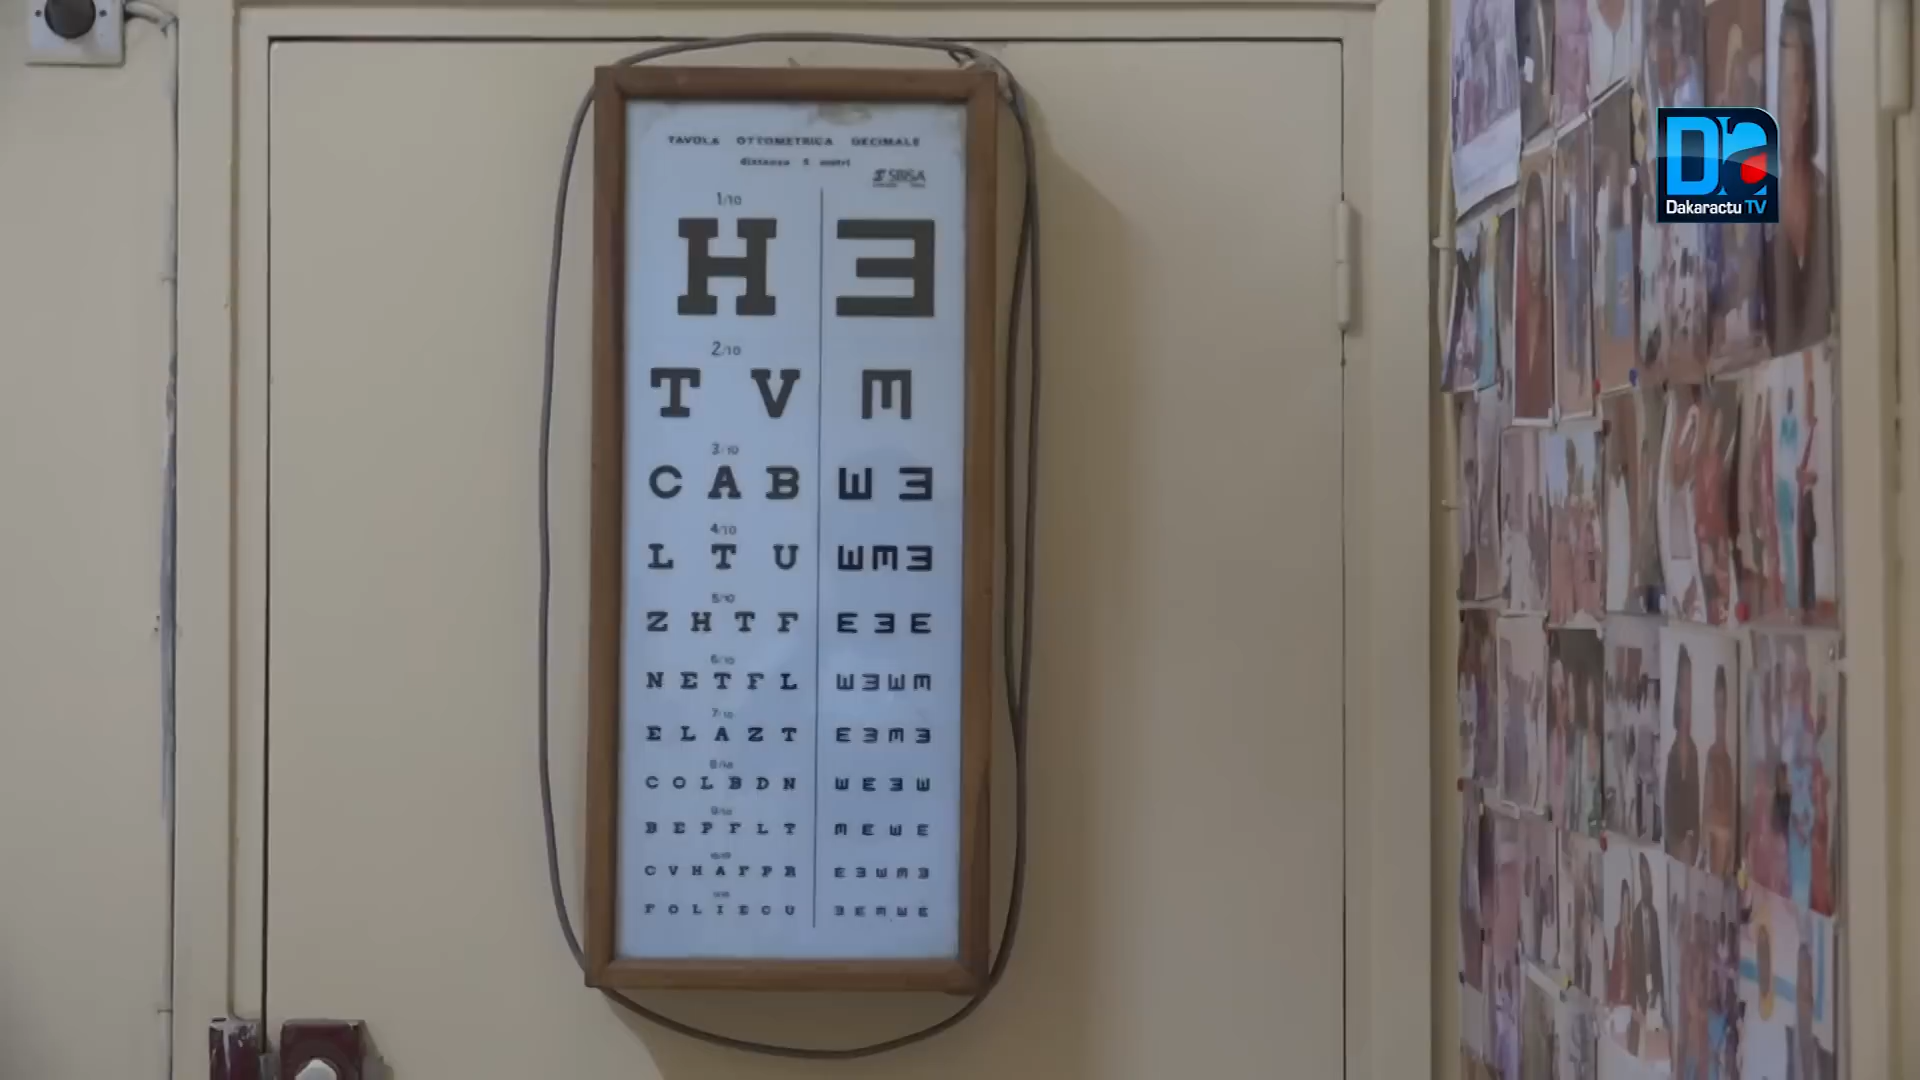 TAVOLA OTTOMETRICA DECIMALE
distanza 5 metri
SBISA
1/10
H E
2/10
T V E
3/10
C A B E E
4/10
L T U E E E
5/10
Z H T F E E E
6/10
N E T F L E E E E
7/10
E L A Z T E E E E
8/10
C O L B D N E E E E
9/10
B E P F L T E E E E
10/10
C V H A F P R E E E E E
F O L I E C U E E E E E
Dakaractu TV